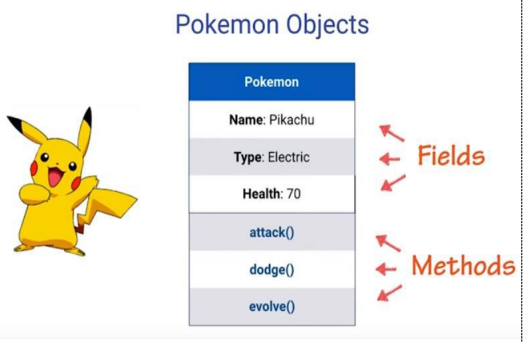 Pokemon Objects
Pokemon
Name: Pikachu
Type: Electric
Health: 70
Fields
attack()
dodge()
evolve()
Methods